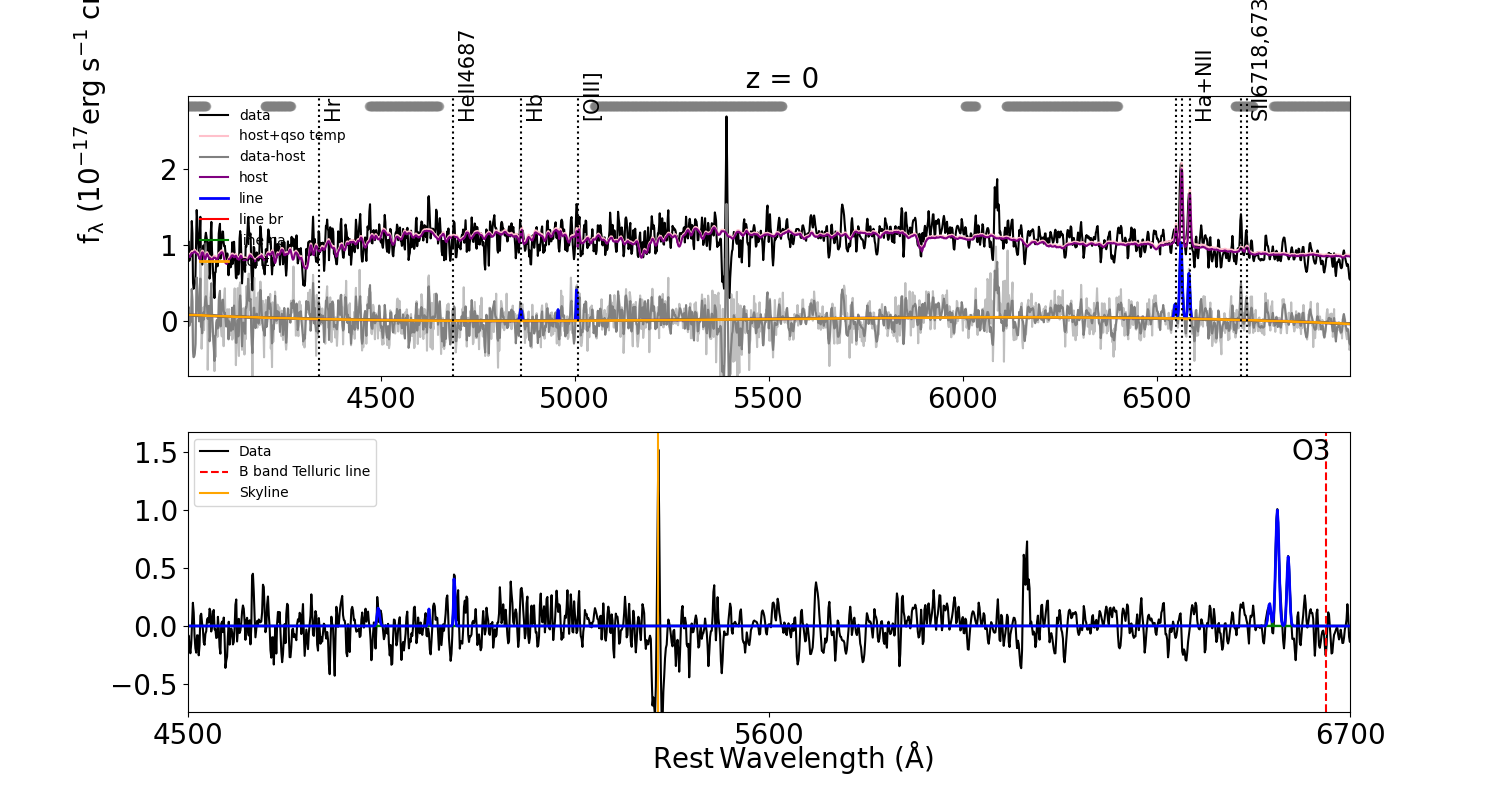 z = 0
f_λ (10^−17 erg s^−1
Hr
HeII4687
Hb
[OIII]
Ha+NII
SII6718,673
data
host+qso temp
data-host
host
line
line br
2
1
0
4500 5000 5500 6000 6500
Data
B band Telluric line
Skyline
O3
1.5
1.0
0.5
0.0
−0.5
4500 5600 6700
Rest Wavelength (Å)